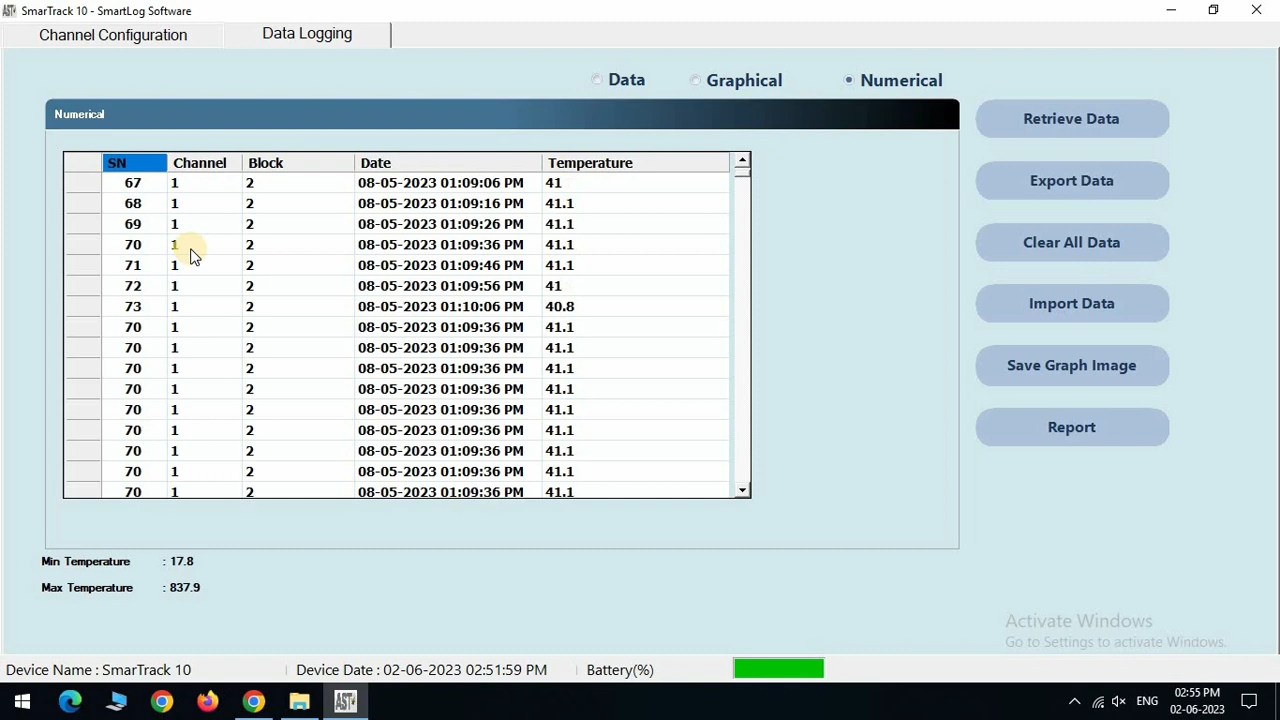 AST SmarTrack 10 - SmartLog Software
Channel Configuration Data Logging
Data Graphical Numerical
Numerical
SN Channel Block Date Temperature
67 1 2 08-05-2023 01:09:06 PM 41
68 1 2 08-05-2023 01:09:16 PM 41.1
69 1 2 08-05-2023 01:09:26 PM 41.1
70 1 2 08-05-2023 01:09:36 PM 41.1
71 1 2 08-05-2023 01:09:46 PM 41.1
72 1 2 08-05-2023 01:09:56 PM 41
73 1 2 08-05-2023 01:10:06 PM 40.8
70 1 2 08-05-2023 01:09:36 PM 41.1
70 1 2 08-05-2023 01:09:36 PM 41.1
70 1 2 08-05-2023 01:09:36 PM 41.1
70 1 2 08-05-2023 01:09:36 PM 41.1
70 1 2 08-05-2023 01:09:36 PM 41.1
70 1 2 08-05-2023 01:09:36 PM 41.1
70 1 2 08-05-2023 01:09:36 PM 41.1
70 1 2 08-05-2023 01:09:36 PM 41.1
70 1 2 08-05-2023 01:09:36 PM 41.1
Retrieve Data
Export Data
Clear All Data
Import Data
Save Graph Image
Report
Min Temperature : 17.8
Max Temperature : 837.9
Activate Windows
Go to Settings to activate Windows.
Device Name : SmarTrack 10 Device Date : 02-06-2023 02:51:59 PM Battery(%)
AST ENG 02:55 PM
02-06-2023